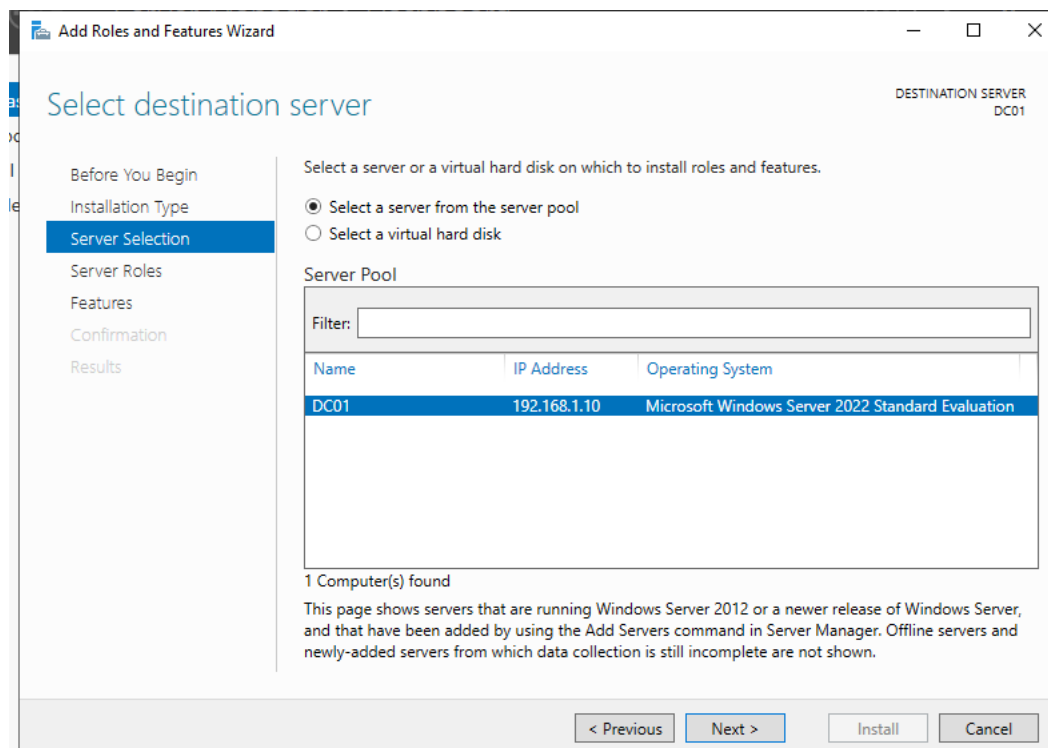 Add Roles and Features Wizard
Select destination server
DESTINATION SERVER
DC01
Before You Begin
Installation Type
Server Selection
Server Roles
Features
Confirmation
Results
Select a server or a virtual hard disk on which to install roles and features.
Select a server from the server pool
Select a virtual hard disk
Server Pool
Filter:
Name IP Address Operating System
DC01 192.168.1.10 Microsoft Windows Server 2022 Standard Evaluation
1 Computer(s) found
This page shows servers that are running Windows Server 2012 or a newer release of Windows Server,
and that have been added by using the Add Servers command in Server Manager. Offline servers and
newly-added servers from which data collection is still incomplete are not shown.
< Previous Next > Install Cancel